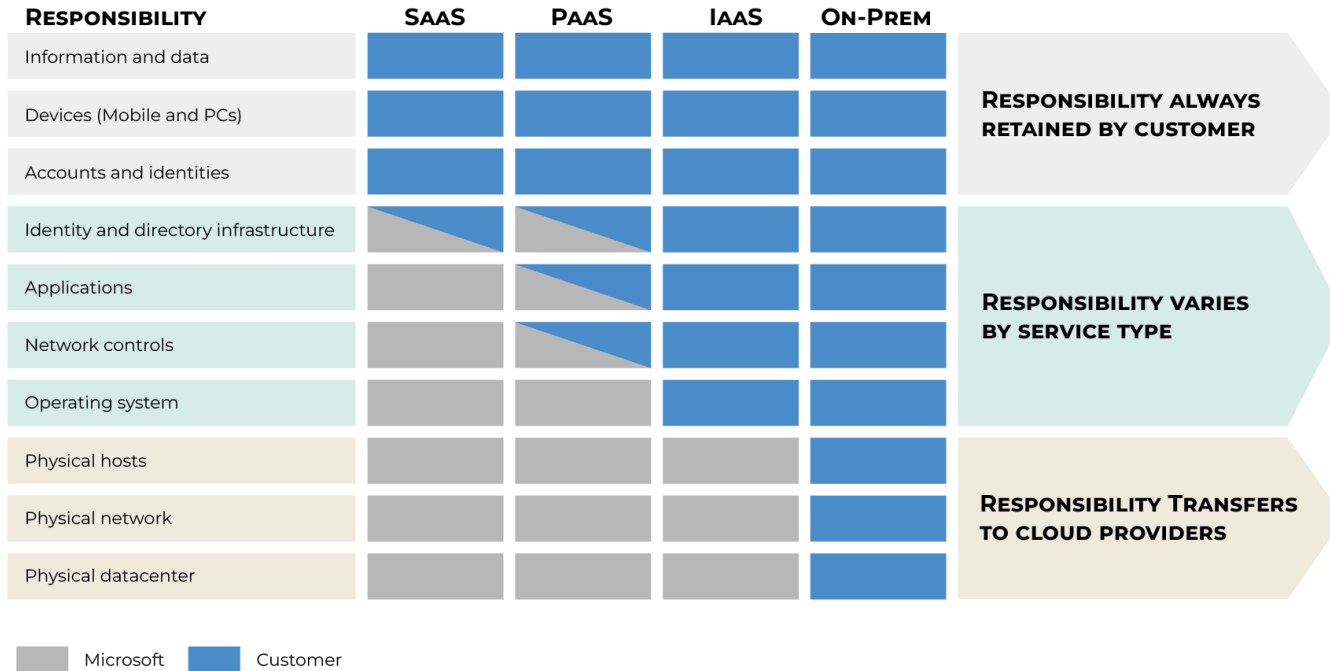 RESPONSIBILITY SAAS PAAS IAAS ON-PREM
Information and data
Devices (Mobile and PCs)
Accounts and identities
RESPONSIBILITY ALWAYS
RETAINED BY CUSTOMER
Identity and directory infrastructure
Applications
Network controls
Operating system
RESPONSIBILITY VARIES
BY SERVICE TYPE
Physical hosts
Physical network
Physical datacenter
RESPONSIBILITY TRANSFERS
TO CLOUD PROVIDERS
Microsoft Customer